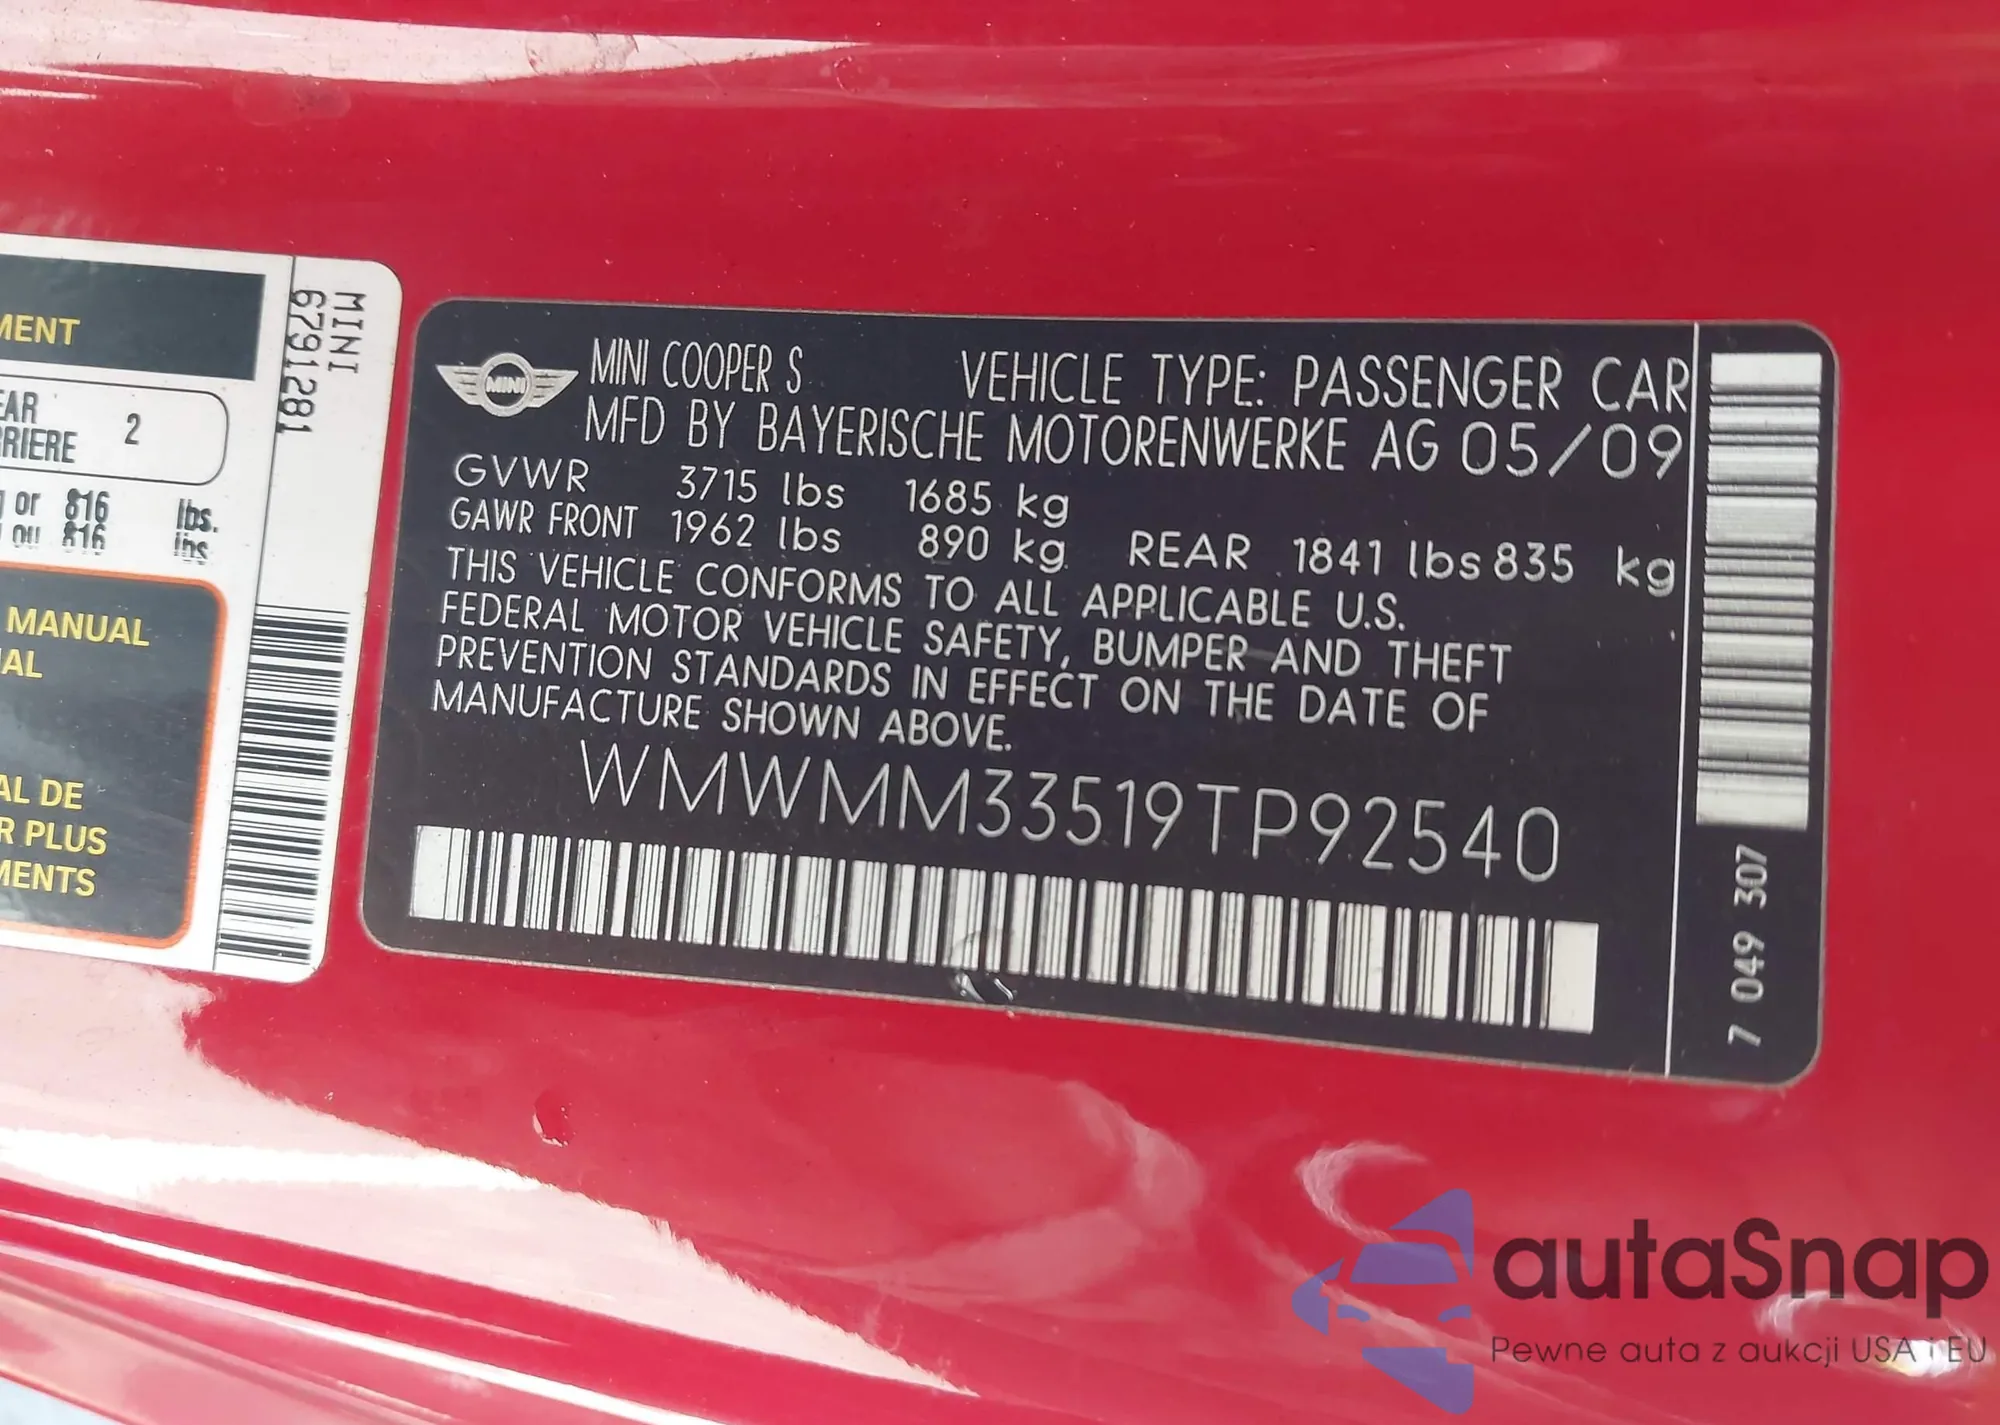 MENT
EAR
RRIERE
2
or 816 lbs.
ou 816 lbs
MANUAL
AL DE
R PLUS
MENTS
MINI
6791281
MINI
MINI COOPER S VEHICLE TYPE: PASSENGER CAR
MFD BY BAYERISCHE MOTORENWERKE AG 05/09
GVWR 3715 lbs 1685 kg
GAWR FRONT 1962 lbs 890 kg REAR 1841 lbs 835 kg
THIS VEHICLE CONFORMS TO ALL APPLICABLE U.S.
FEDERAL MOTOR VEHICLE SAFETY, BUMPER AND THEFT
PREVENTION STANDARDS IN EFFECT ON THE DATE OF
MANUFACTURE SHOWN ABOVE.
WMWMM33519TP92540
7 049 307
autaSnap
Pewne auta z aukcji USA i EU